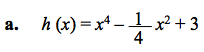 a. h (x) = x⁴ – 1/4 x² + 3